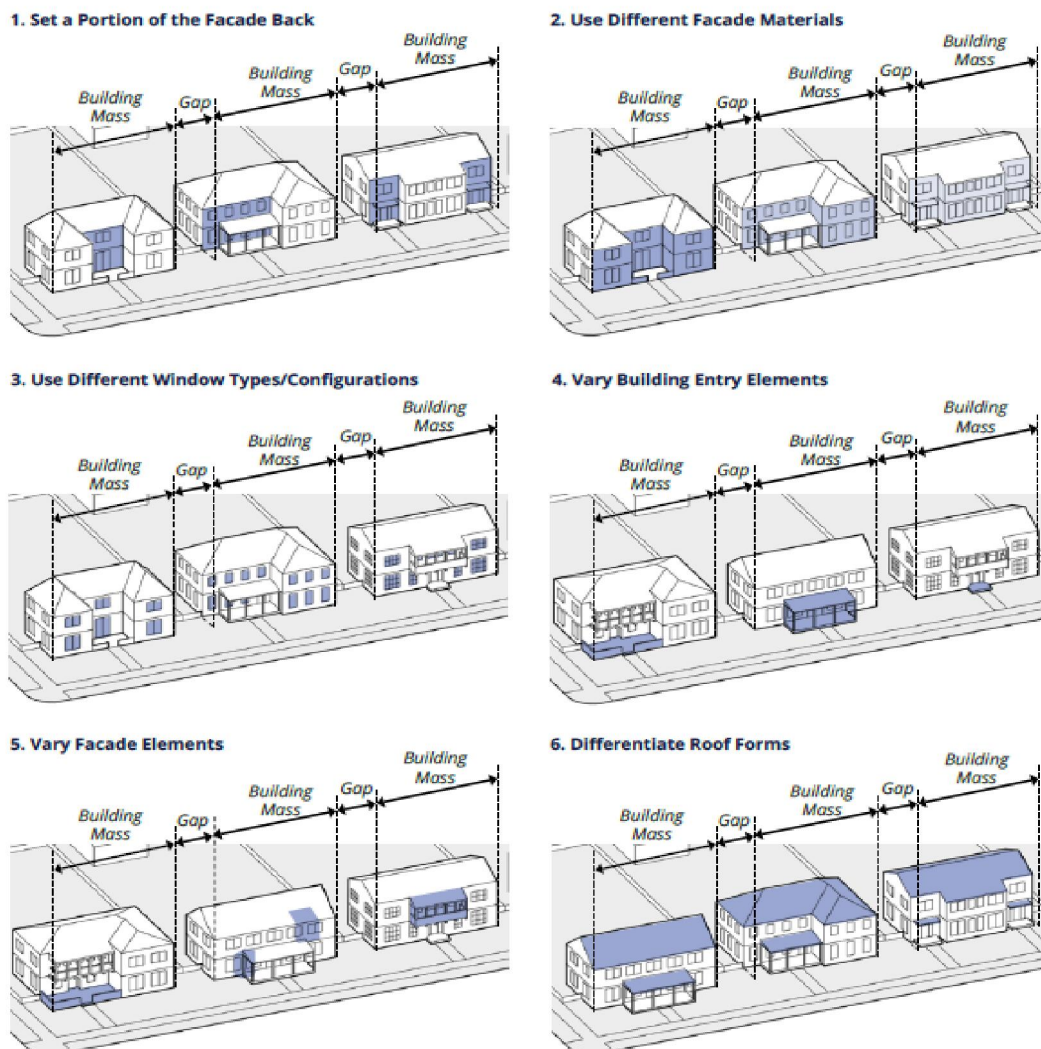 1. Set a Portion of the Facade Back
Building
Mass
Gap
Building
Mass
Gap
Building
Mass
2. Use Different Facade Materials
Building
Mass
Gap
Building
Mass
Gap
Building
Mass
3. Use Different Window Types/Configurations
Building
Mass
Gap
Building
Mass
Gap
Building
Mass
4. Vary Building Entry Elements
Building
Mass
Gap
Building
Mass
Gap
Building
Mass
5. Vary Facade Elements
Building
Mass
Gap
Building
Mass
Gap
Building
Mass
6. Differentiate Roof Forms
Building
Mass
Gap
Building
Mass
Gap
Building
Mass